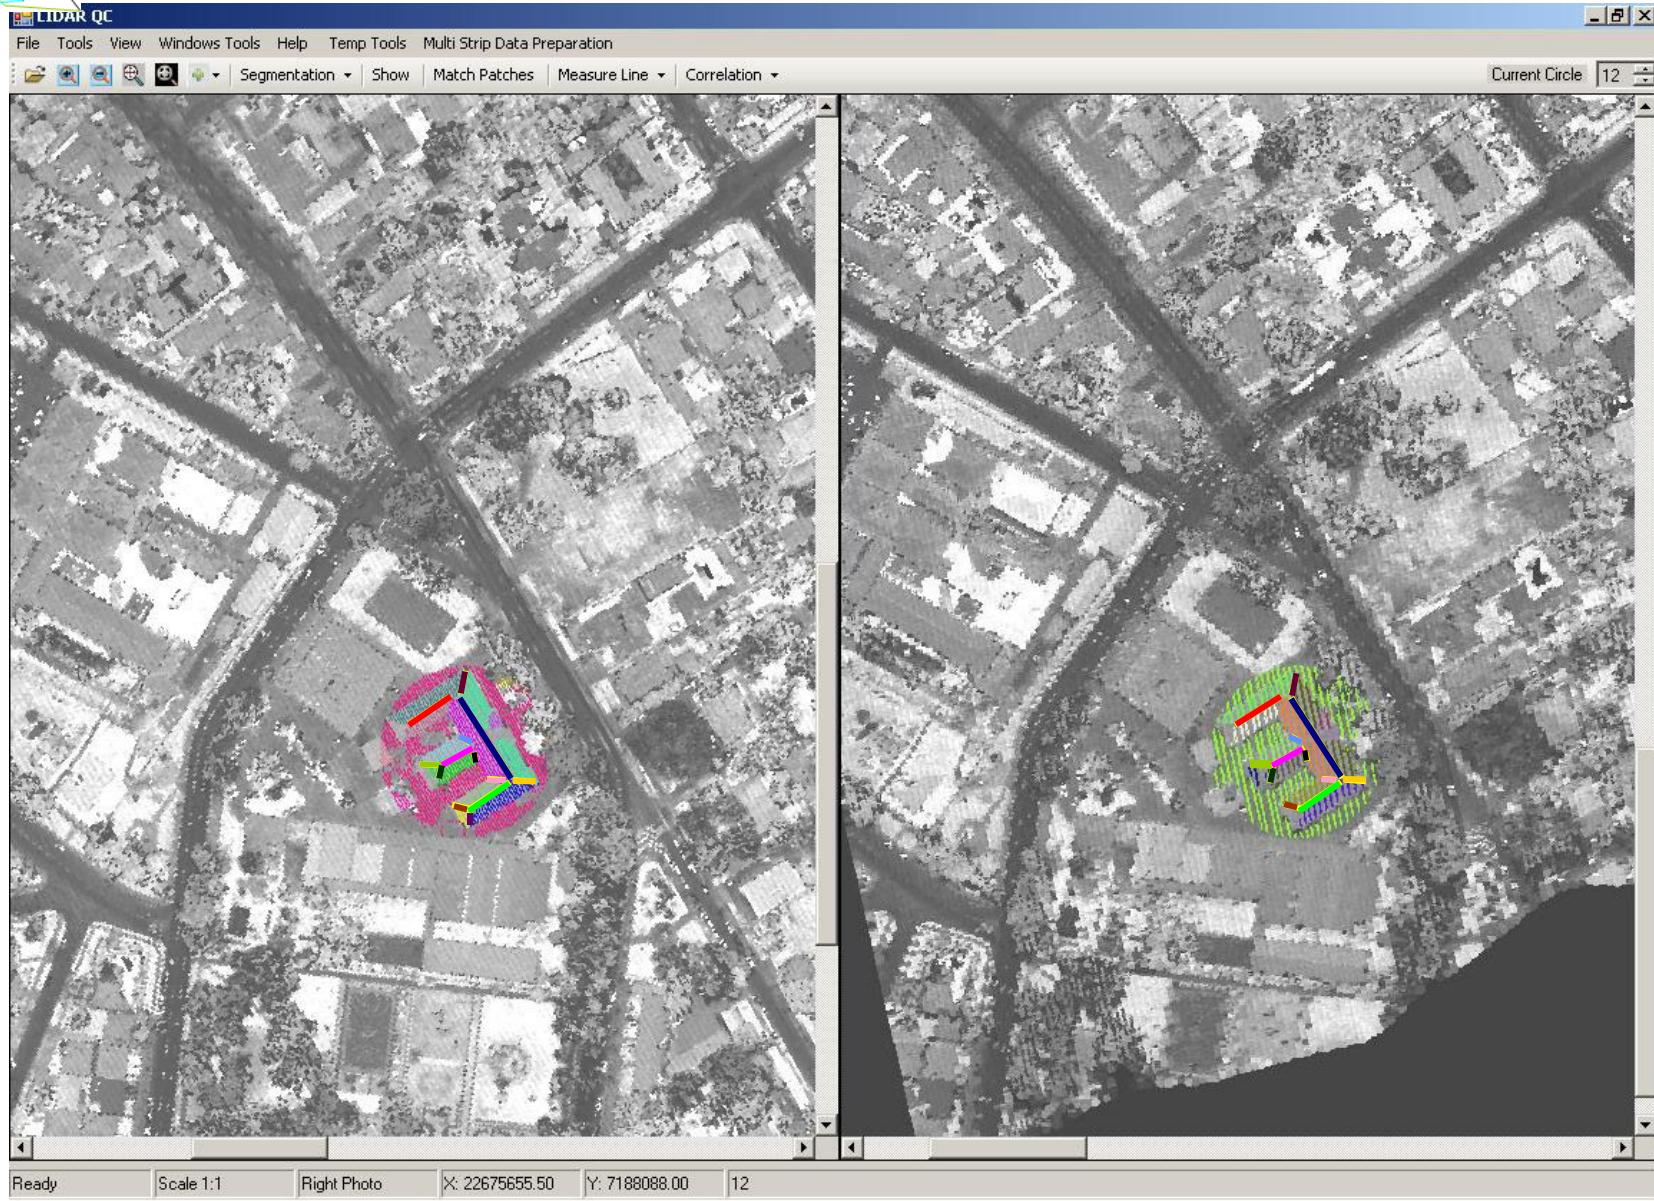 LIDAR QC
File Tools View Windows Tools Help Temp Tools Multi Strip Data Preparation
Segmentation Show Match Patches Measure Line Correlation Current Circle 12
Ready Scale 1:1 Right Photo X: 22675655.50 Y: 7188088.00 12